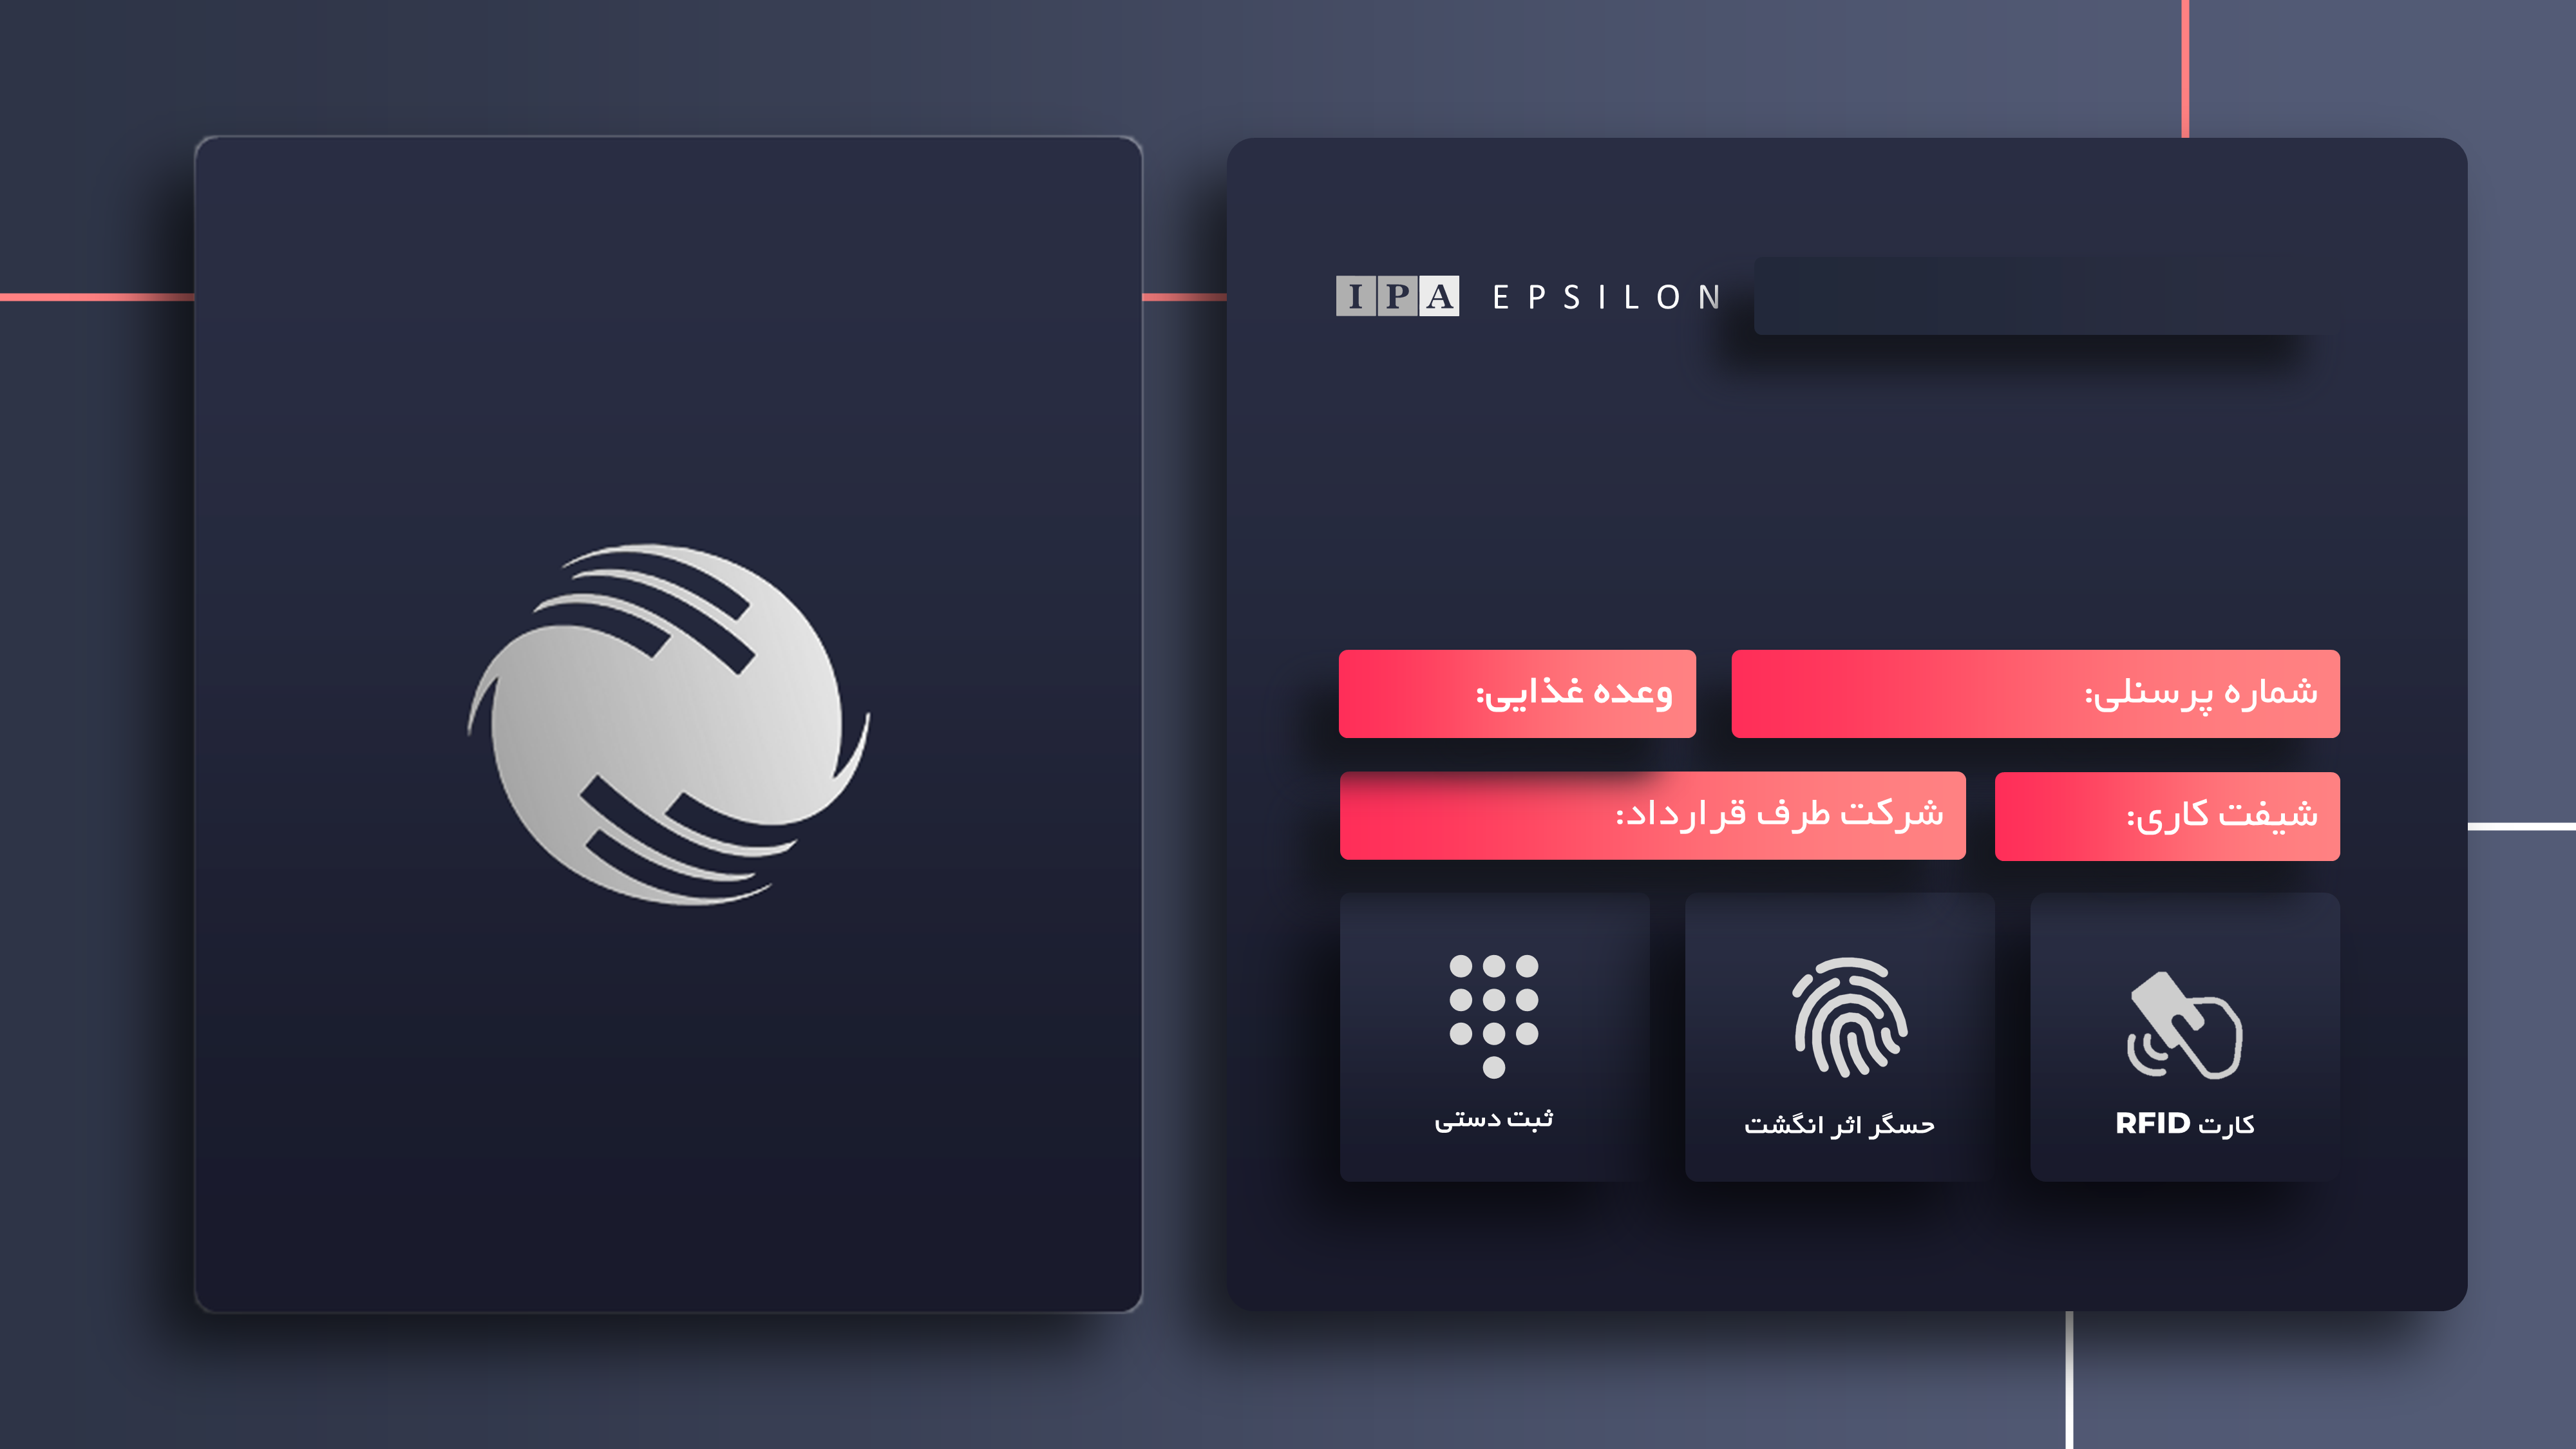 IPA EPSILON
شماره پرسنلی:
وعده غذایی:
شیفت کاری:
شرکت طرف قرارداد:
کارت RFID
حسگر اثر انگشت
ثبت دستی